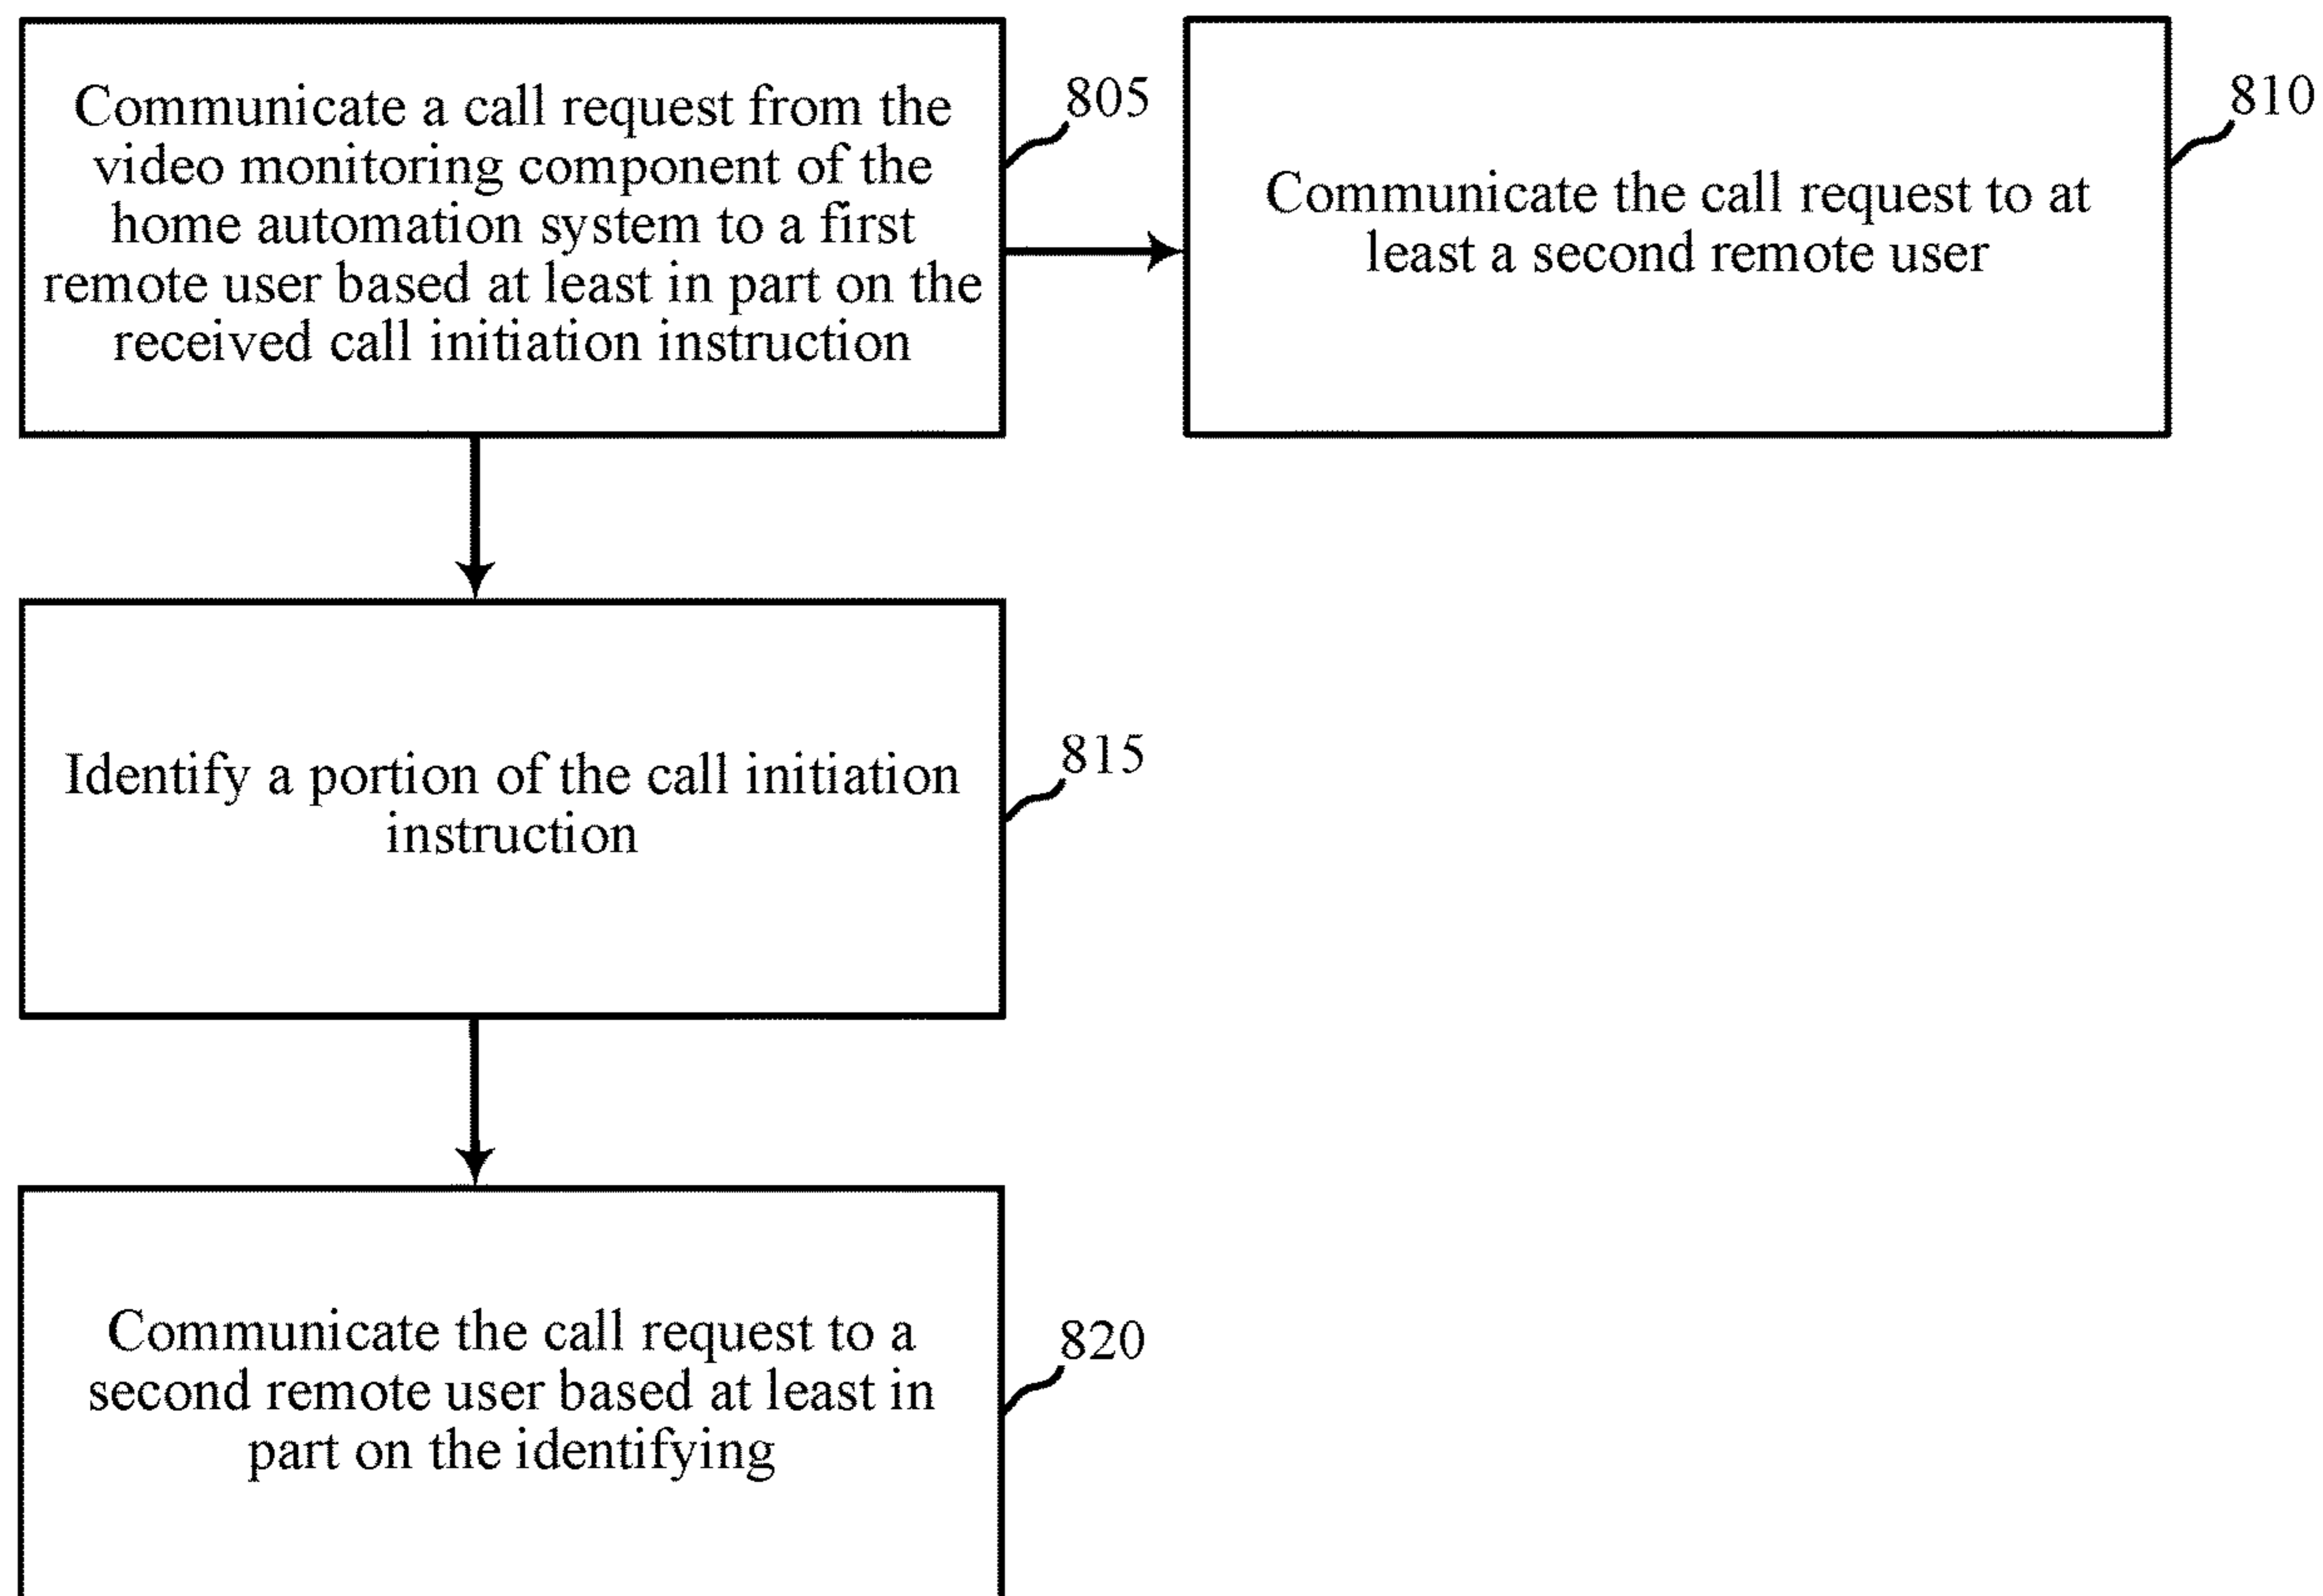 Communicate a call request from the
video monitoring component of the
home automation system to a first
remote user based at least in part on the
received call initiation instruction
805
Communicate the call request to at
least a second remote user
810
Identify a portion of the call initiation
instruction
815
Communicate the call request to a
second remote user based at least in
part on the identifying
820